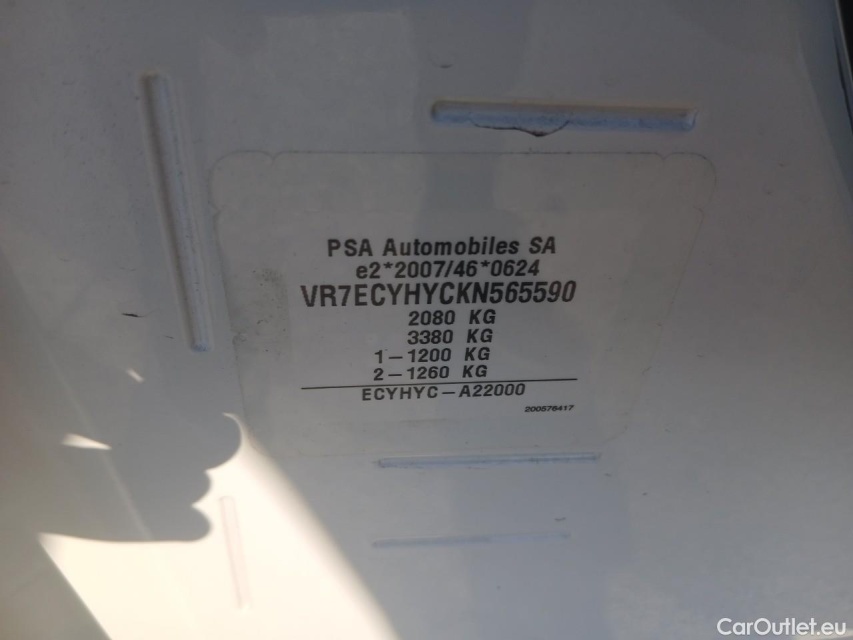 PSA Automobiles SA
e2*2007/46*0624
VR7ECYHYCKN565590
2080 KG
3380 KG
1-1200 KG
2-1260 KG
ECYHYC-A22000
200576417
CarOutlet.eu